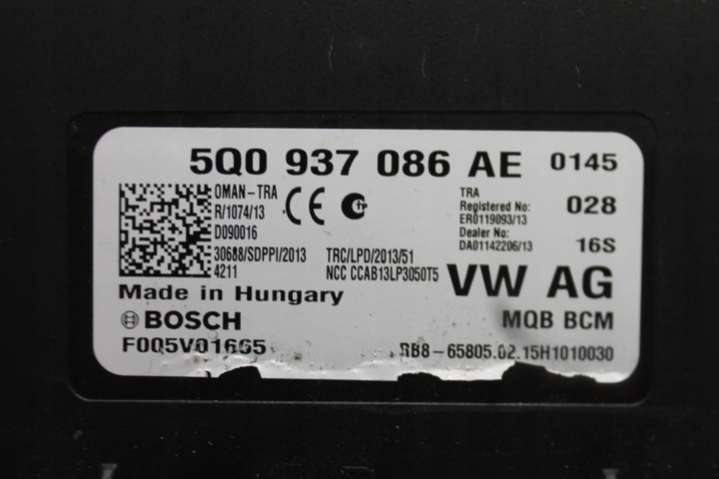 5Q0 937 086 AE 0145
OMAN-TRA
R/1074/13
D090016
30688/SDPPI/2013
4211
CE
TRC/LPD/2013/51
NCC CCAB13LP3050T5
TRA
Registered No:
ER0119093/13
Dealer No:
DA01142206/13
028
16S
Made in Hungary
VW AG
BOSCH
MQB BCM
F005V01665
RB8-65805.02.15H1010030